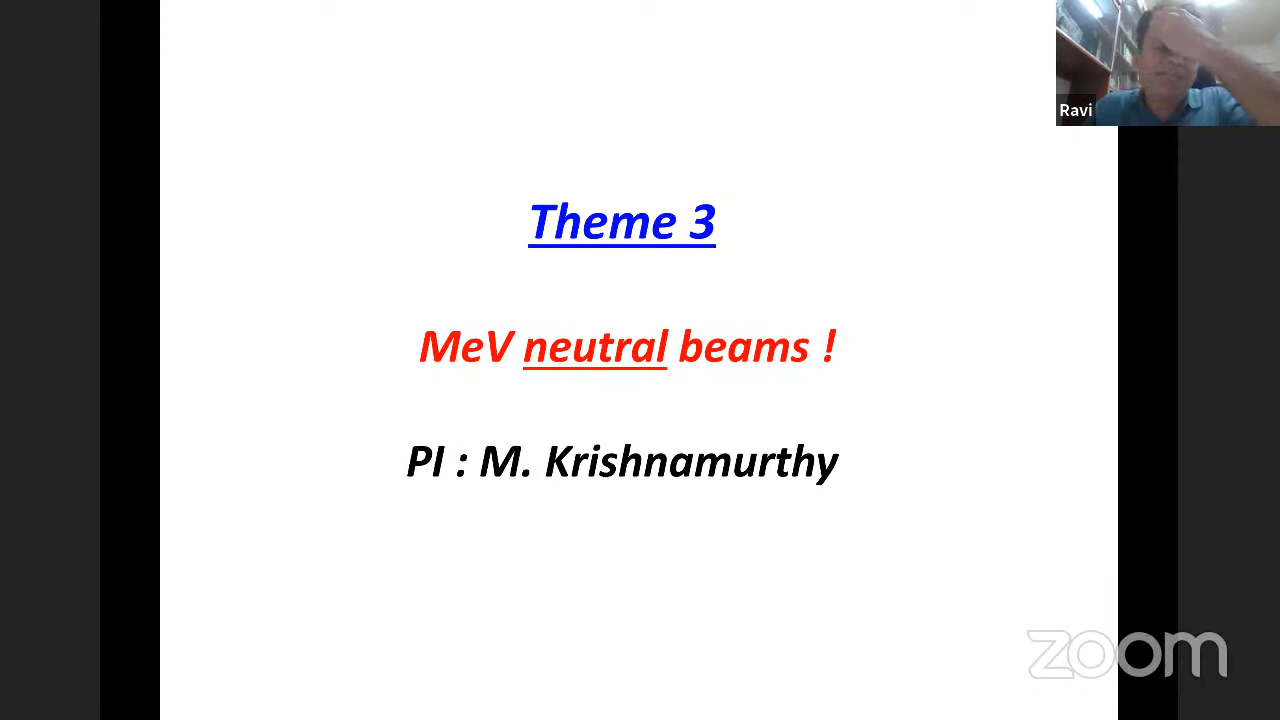 Ravi
Theme 3
MeV neutral beams !
PI : M. Krishnamurthy
zoom